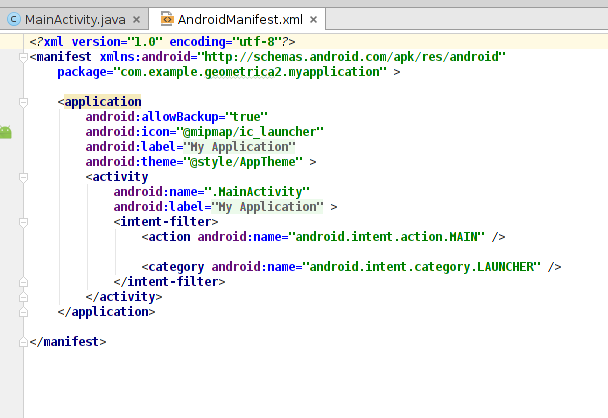 MainActivity.java × AndroidManifest.xml ×
<?xml version="1.0" encoding="utf-8"?>
<manifest xmlns:android="http://schemas.android.com/apk/res/android"
    package="com.example.geometrica2.myapplication" >

    <application
        android:allowBackup="true"
        android:icon="@mipmap/ic_launcher"
        android:label="My Application"
        android:theme="@style/AppTheme" >
        <activity
            android:name=".MainActivity"
            android:label="My Application" >
            <intent-filter>
                <action android:name="android.intent.action.MAIN" />

                <category android:name="android.intent.category.LAUNCHER" />
            </intent-filter>
        </activity>
    </application>

</manifest>